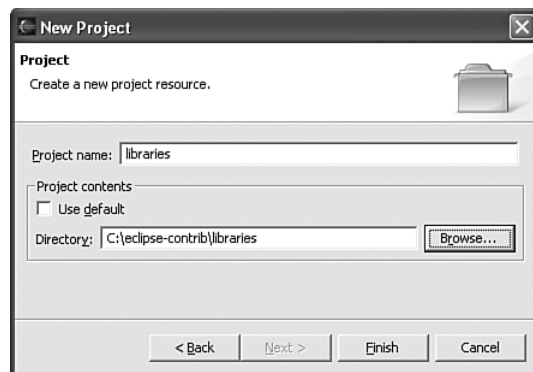 New Project
Project
Create a new project resource.
Project name: libraries
Project contents
Use default
Directory: C:\eclipse-contrib\libraries Browse...
< Back Next > Finish Cancel